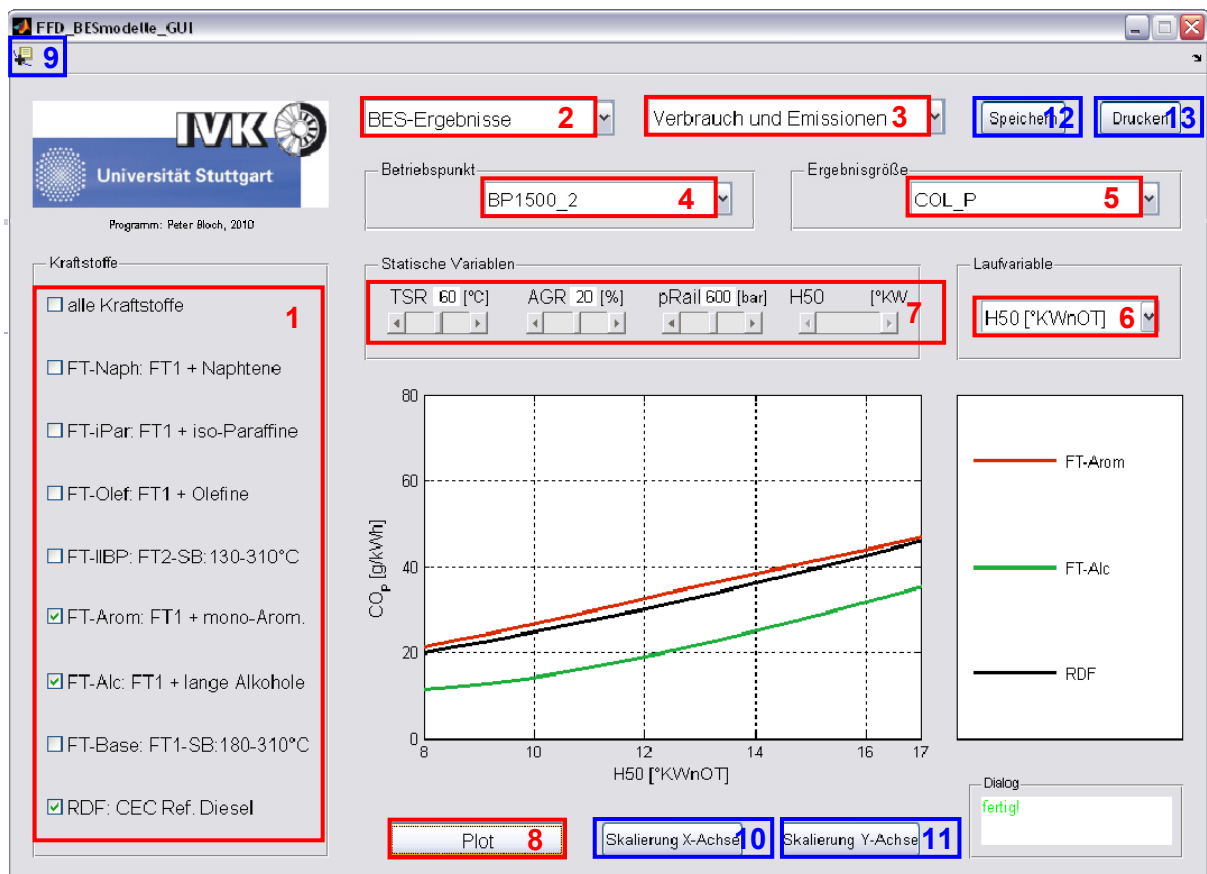 FFD_BESmodelle_GUI
9
IVK
Universität Stuttgart
Programm: Peter Bloch, 2010
BES-Ergebnisse 2
Verbrauch und Emissionen 3
Speichern 12
Drucken 13
Betriebspunkt
BP1500_2 4
Ergebnisgröße
COL_P 5
Kraftstoffe
1
alle Kraftstoffe
FT-Naph: FT1 + Naphtene
FT-iPar: FT1 + iso-Paraffine
FT-Olef: FT1 + Olefine
FT-IIBP: FT2-SB:130-310°C
FT-Arom: FT1 + mono-Arom.
FT-Alc: FT1 + lange Alkohole
FT-Base: FT1-SB:180-310°C
RDF: CEC Ref. Diesel
Statische Variablen
TSR 60 [°C] AGR 20 [%] pRail 600 [bar] H50 [°KW
7
Laufvariable
H50 [°KWnOT] 6
80
60
40
20
0
COp [g/kWh]
8 10 12 14 16 17
H50 [°KWnOT]
FT-Arom
FT-Alc
RDF
Plot 8
Skalierung X-Achse 10
Skalierung Y-Achse 11
Dialog
fertig!